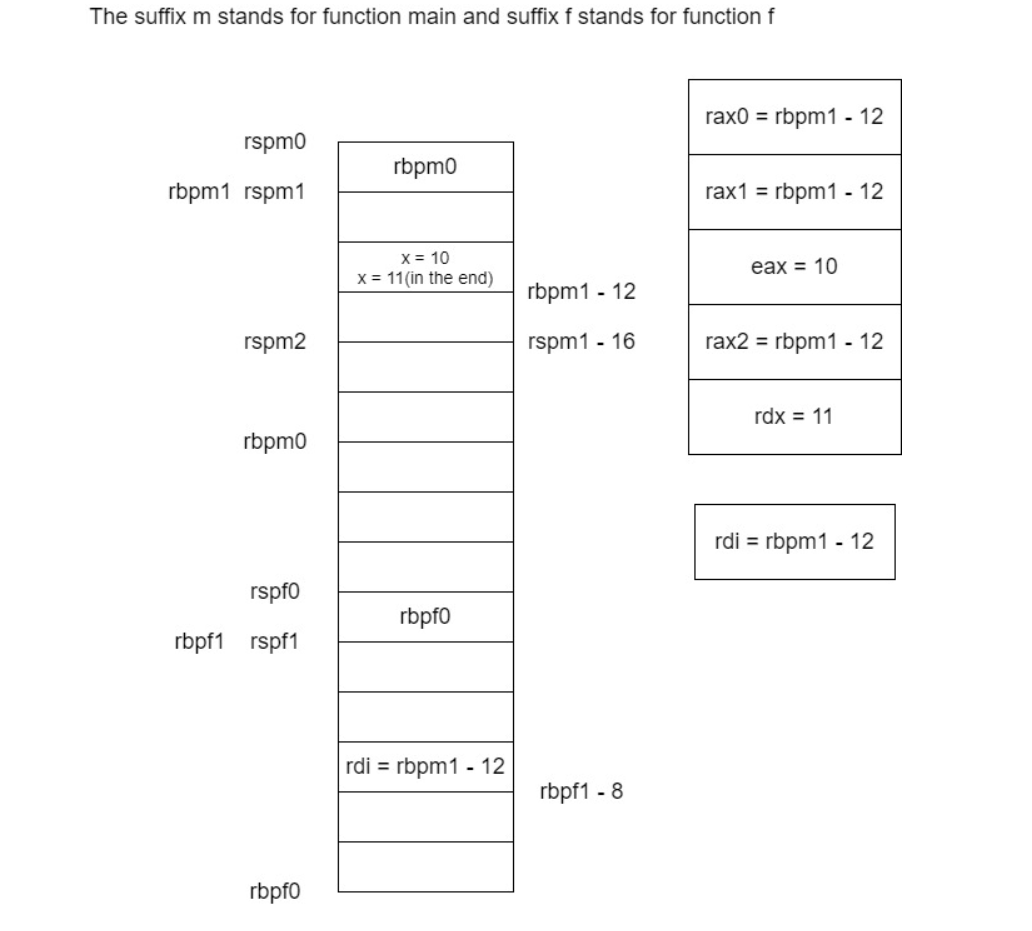 The suffix m stands for function main and suffix f stands for function f
rax0 = rbpm1 - 12
rspm0
rbpm0
rbpm1 rspm1
rax1 = rbpm1 - 12
x = 10
x = 11(in the end)
eax = 10
rbpm1 - 12
rspm2
rspm1 - 16
rax2 = rbpm1 - 12
rdx = 11
rbpm0
rdi = rbpm1 - 12
rspf0
rbpf0
rbpf1 rspf1
rdi = rbpm1 - 12
rbpf1 - 8
rbpf0